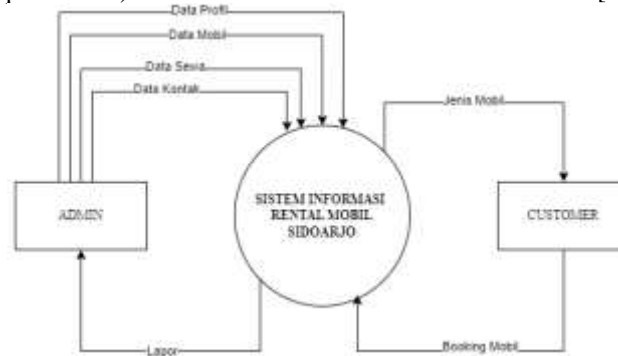 Data Profil
Data Mobil
Data Sewa
Data Kontak
Jenis Mobil
ADMIN
SISTEM INFORMASI
RENTAL MOBIL
SIDOARJO
CUSTOMER
Lapor
Booking Mobil